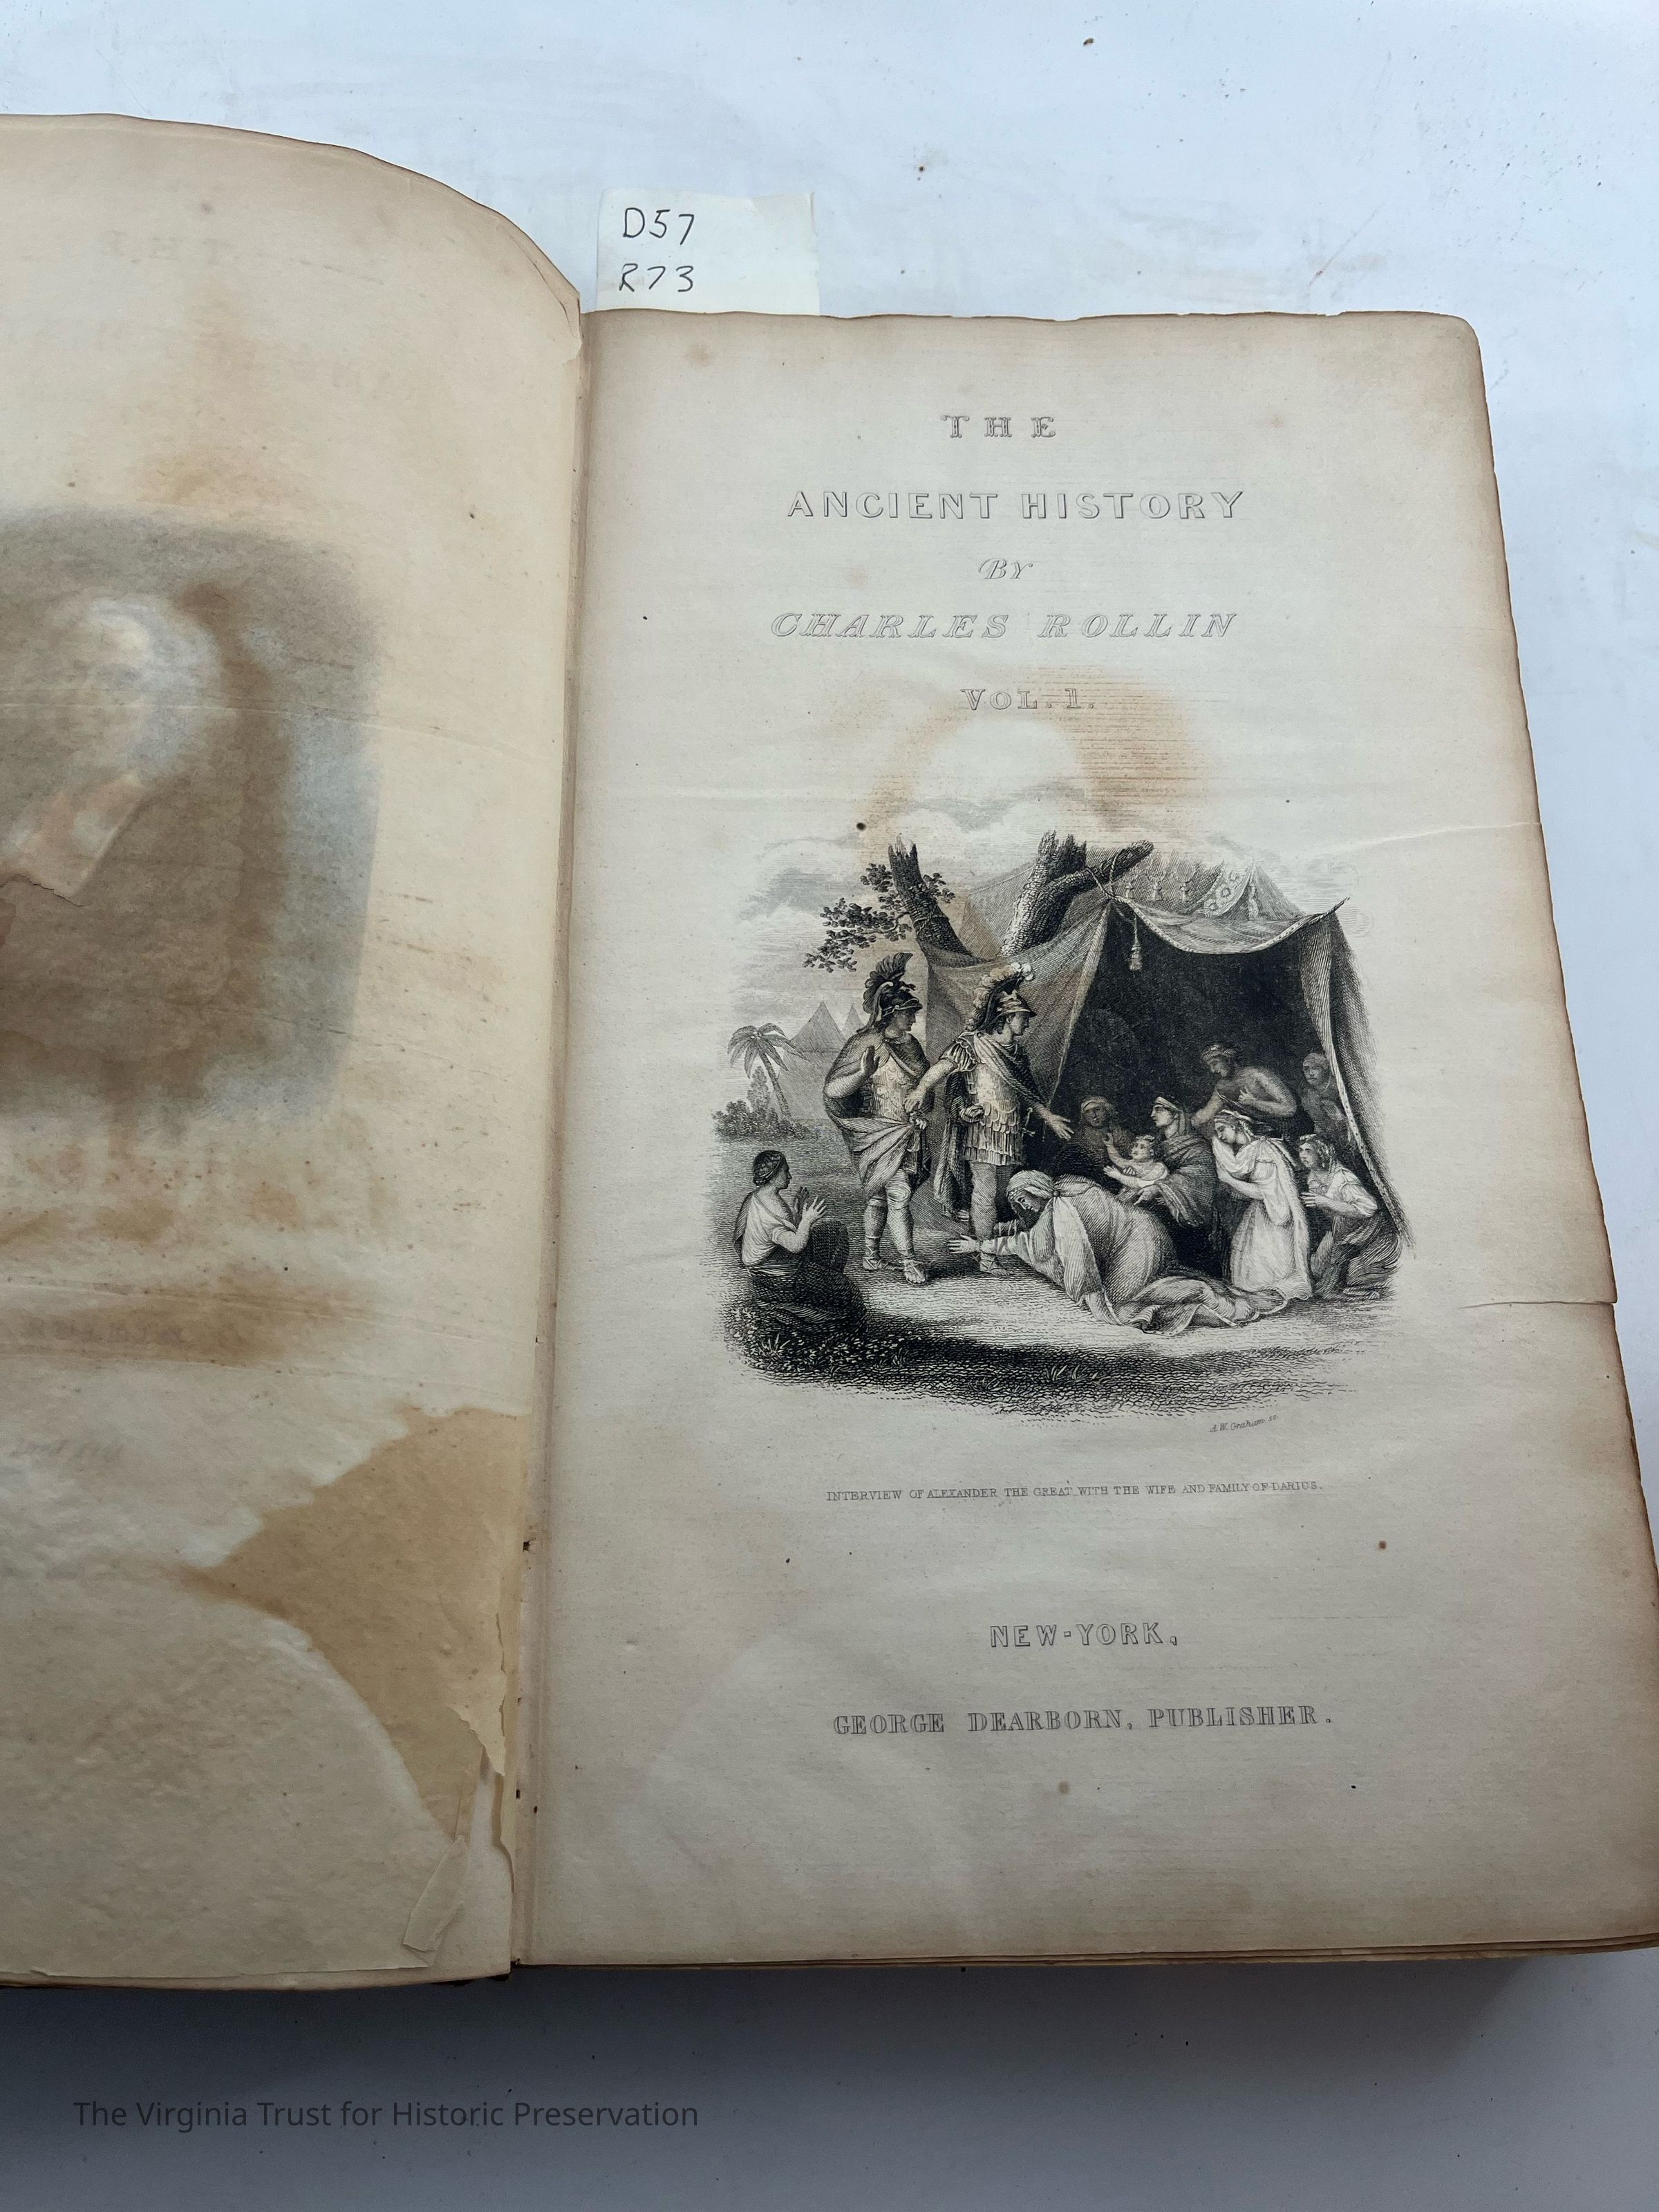 D57
R73
THE
ANCIENT HISTORY
BY
CHARLES ROLLIN
VOL. 1.
A.W. Graham sc.
INTERVIEW OF ALEXANDER THE GREAT WITH THE WIFE AND FAMILY OF DARIUS.
NEW-YORK,
GEORGE DEARBORN, PUBLISHER.
The Virginia Trust for Historic Preservation